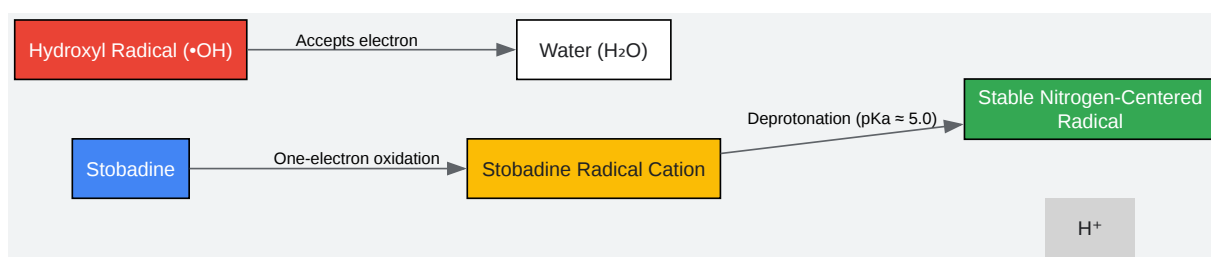 Hydroxyl Radical (•OH)
Accepts electron
Water (H₂O)
Stobadine
One-electron oxidation
Stobadine Radical Cation
Deprotonation (pKa ≈ 5.0)
Stable Nitrogen-Centered
Radical
H⁺